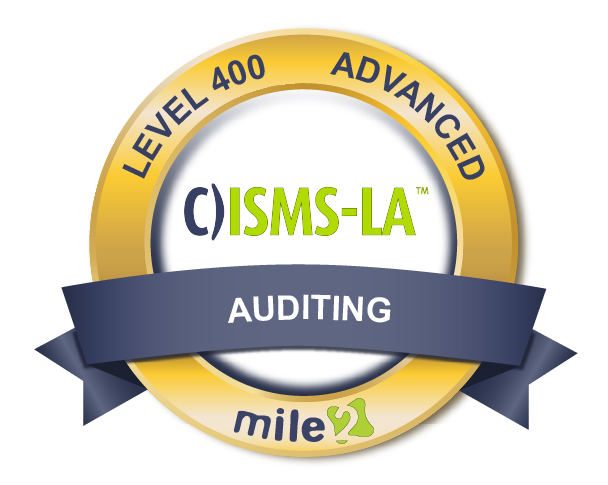 LEVEL 400 ADVANCED
C)ISMS-LA™
AUDITING
mile2